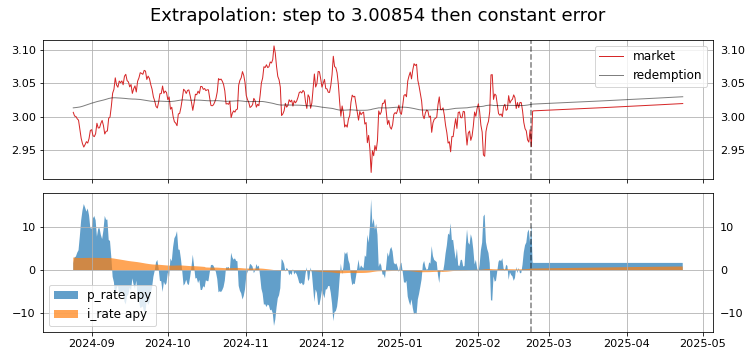 Extrapolation: step to 3.00854 then constant error
3.10
3.05
3.00
2.95
market
redemption
3.10
3.05
3.00
2.95
10
0
−10
p_rate apy
i_rate apy
10
0
−10
2024-09 2024-10 2024-11 2024-12 2025-01 2025-02 2025-03 2025-04 2025-05